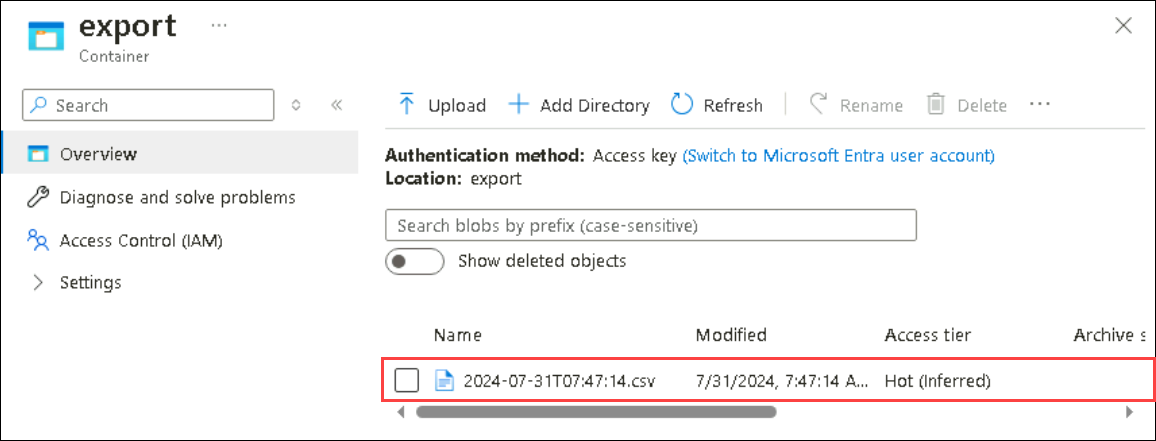 export ...
Container
Search
Overview
Diagnose and solve problems
Access Control (IAM)
Settings
Upload Add Directory Refresh Rename Delete ...
Authentication method: Access key (Switch to Microsoft Entra user account)
Location: export
Search blobs by prefix (case-sensitive)
Show deleted objects
Name Modified Access tier Archive s
2024-07-31T07:47:14.csv 7/31/2024, 7:47:14 A... Hot (Inferred)